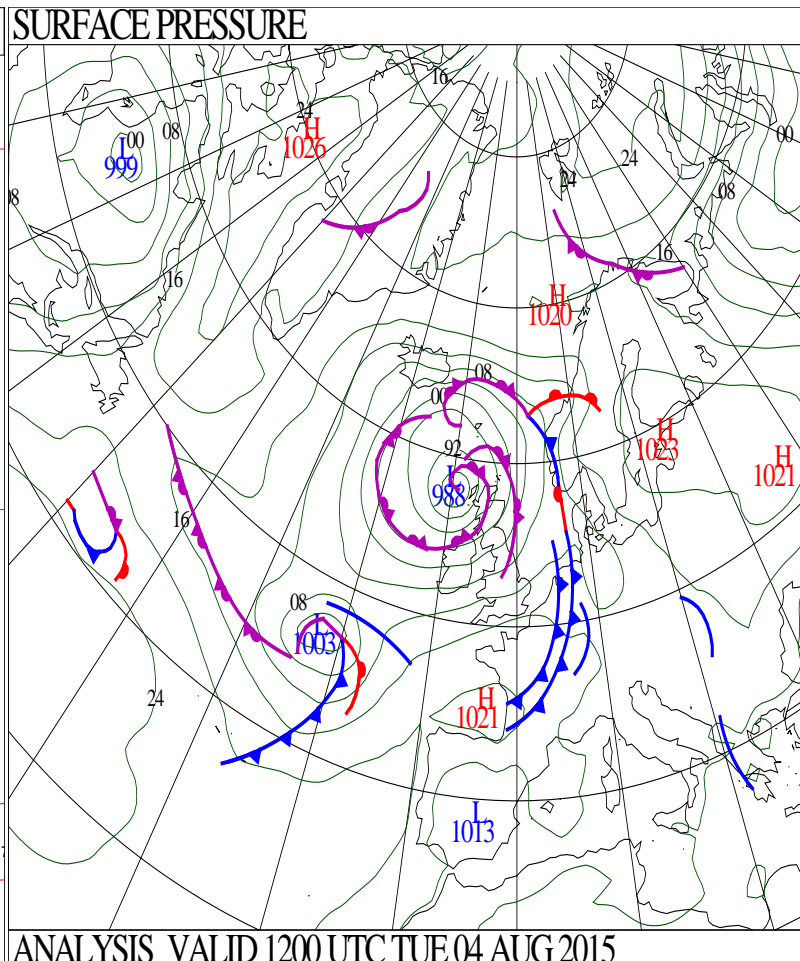 SURFACE PRESSURE
16
24
H
1026
L
00
08
999
00
24
24
08
08
16
16
H
1020
08
00
92
L
988
H
1023
H
1021
16
08
L
1003
24
H
1021
L
1013
ANALYSIS VALID 1200 UTC TUE 04 AUG 2015